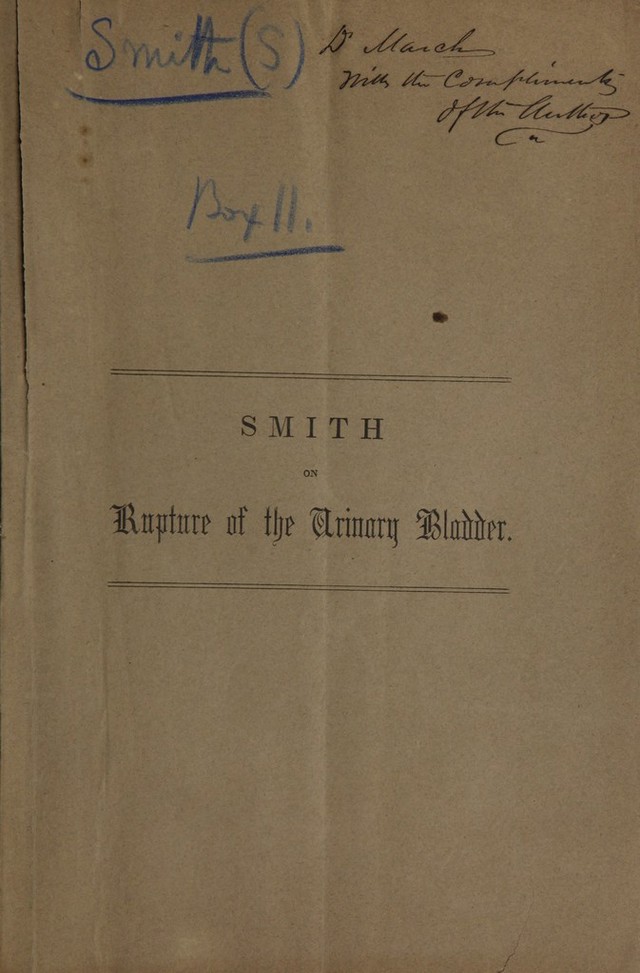 Smith (S)
Dr March
With the Compliments
of the Author
Box 11.
SMITH
ON
Rupture of the Urinary Bladder.